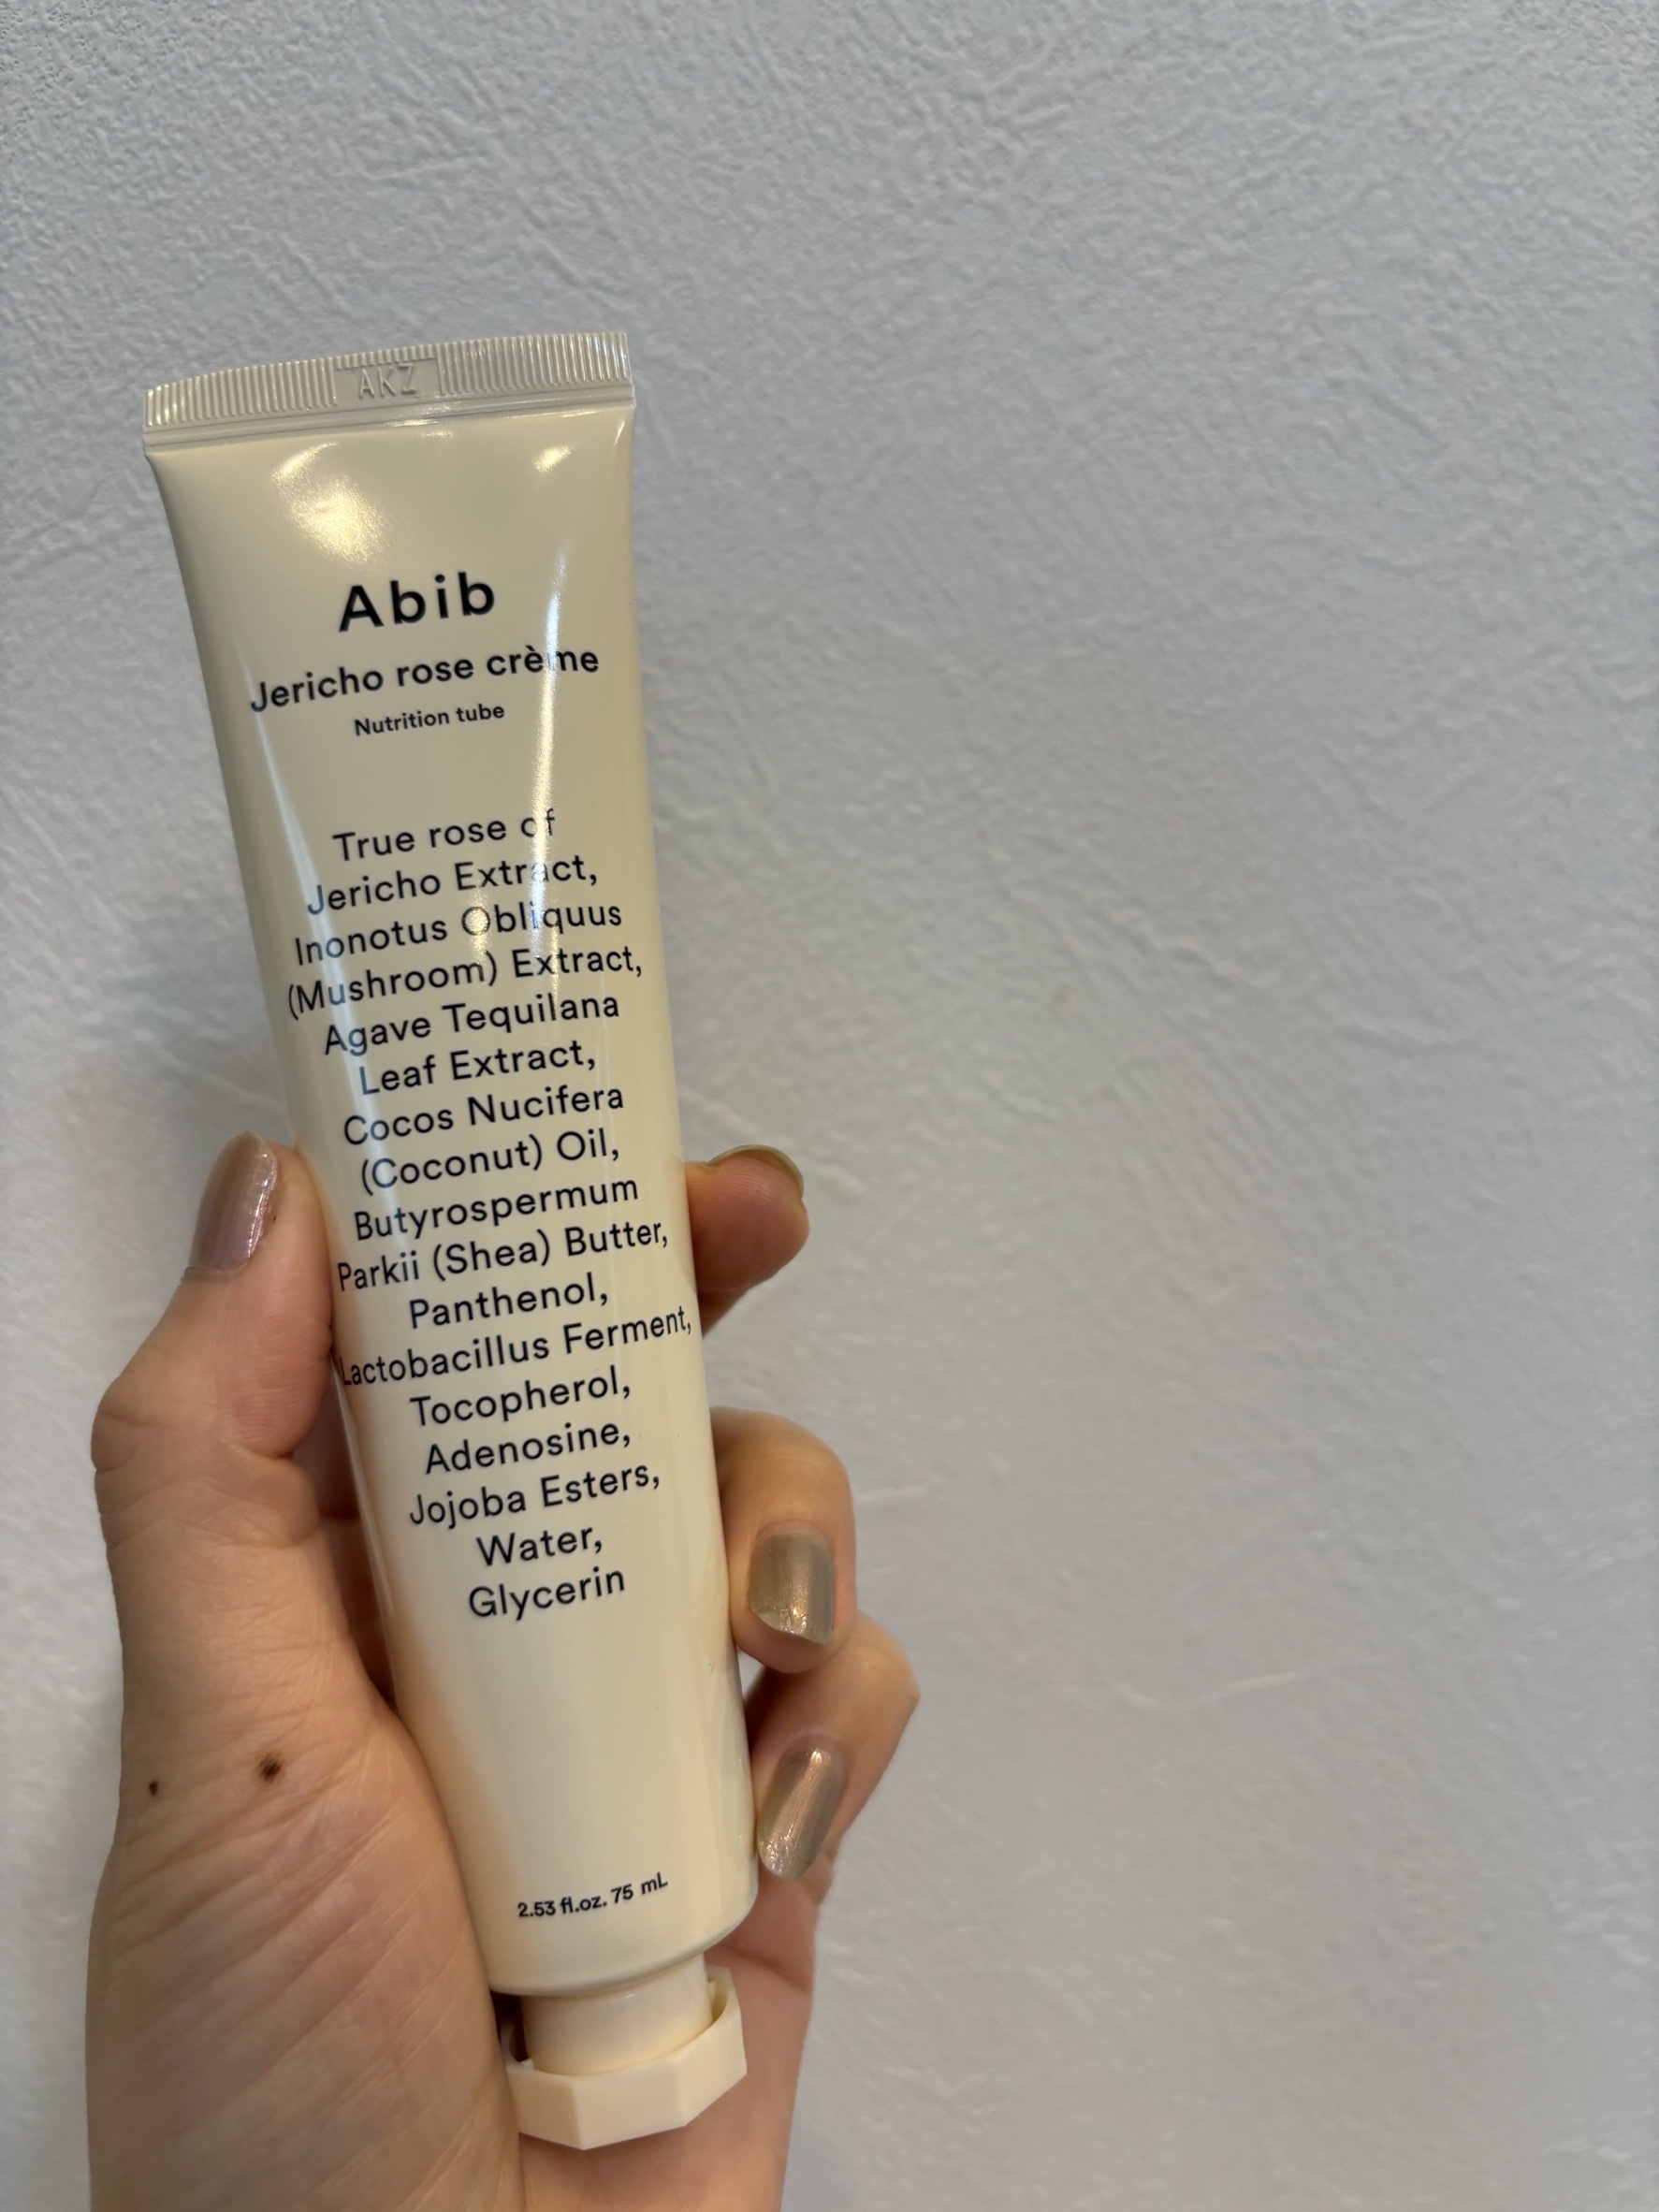 AKZ
Abib
Jericho rose crème
Nutrition tube
True rose of
Jericho Extract,
Inonotus Obliquus
(Mushroom) Extract,
Agave Tequilana
Leaf Extract,
Cocos Nucifera
(Coconut) Oil,
Butyrospermum
Parkii (Shea) Butter,
Panthenol,
Lactobacillus Ferment,
Tocopherol,
Adenosine,
Jojoba Esters,
Water,
Glycerin
2.53 fl.oz. 75 mL